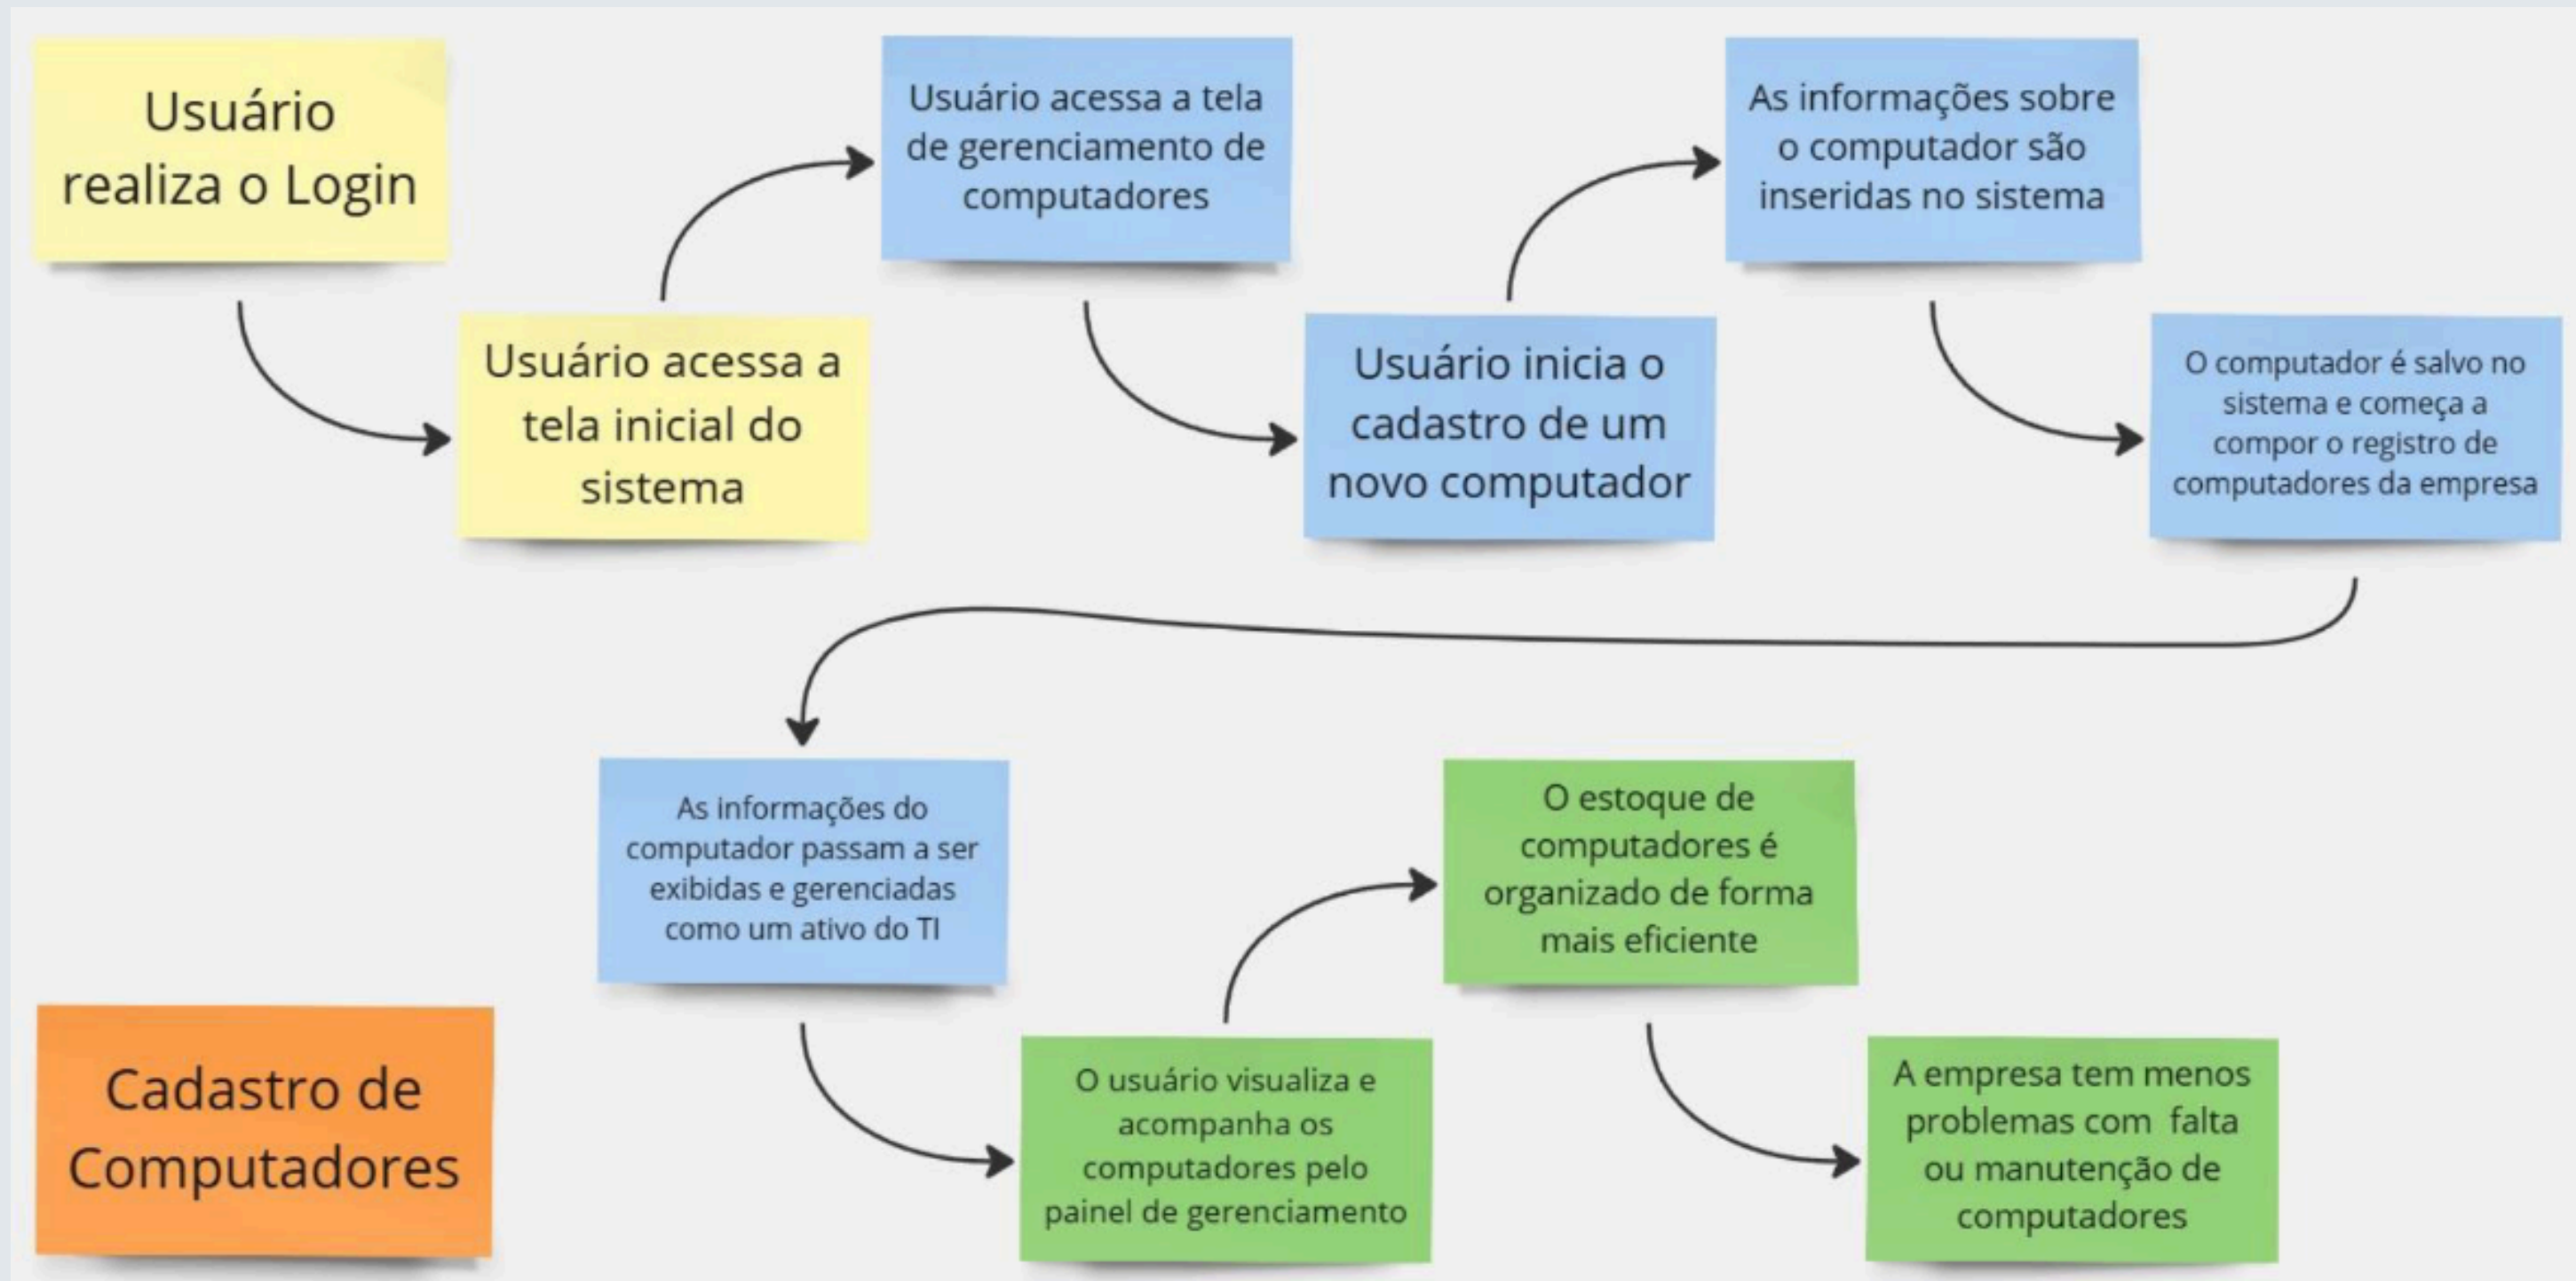 Usuário
realiza o Login
Usuário acessa a
tela inicial do
sistema
Usuário acessa a tela
de gerenciamento de
computadores
Usuário inicia o
cadastro de um
novo computador
As informações sobre
o computador são
inseridas no sistema
O computador é salvo no
sistema e começa a
compor o registro de
computadores da empresa
As informações do
computador passam a ser
exibidas e gerenciadas
como um ativo do TI
O usuário visualiza e
acompanha os
computadores pelo
painel de gerenciamento
O estoque de
computadores é
organizado de forma
mais eficiente
A empresa tem menos
problemas com falta
ou manutenção de
computadores
Cadastro de
Computadores